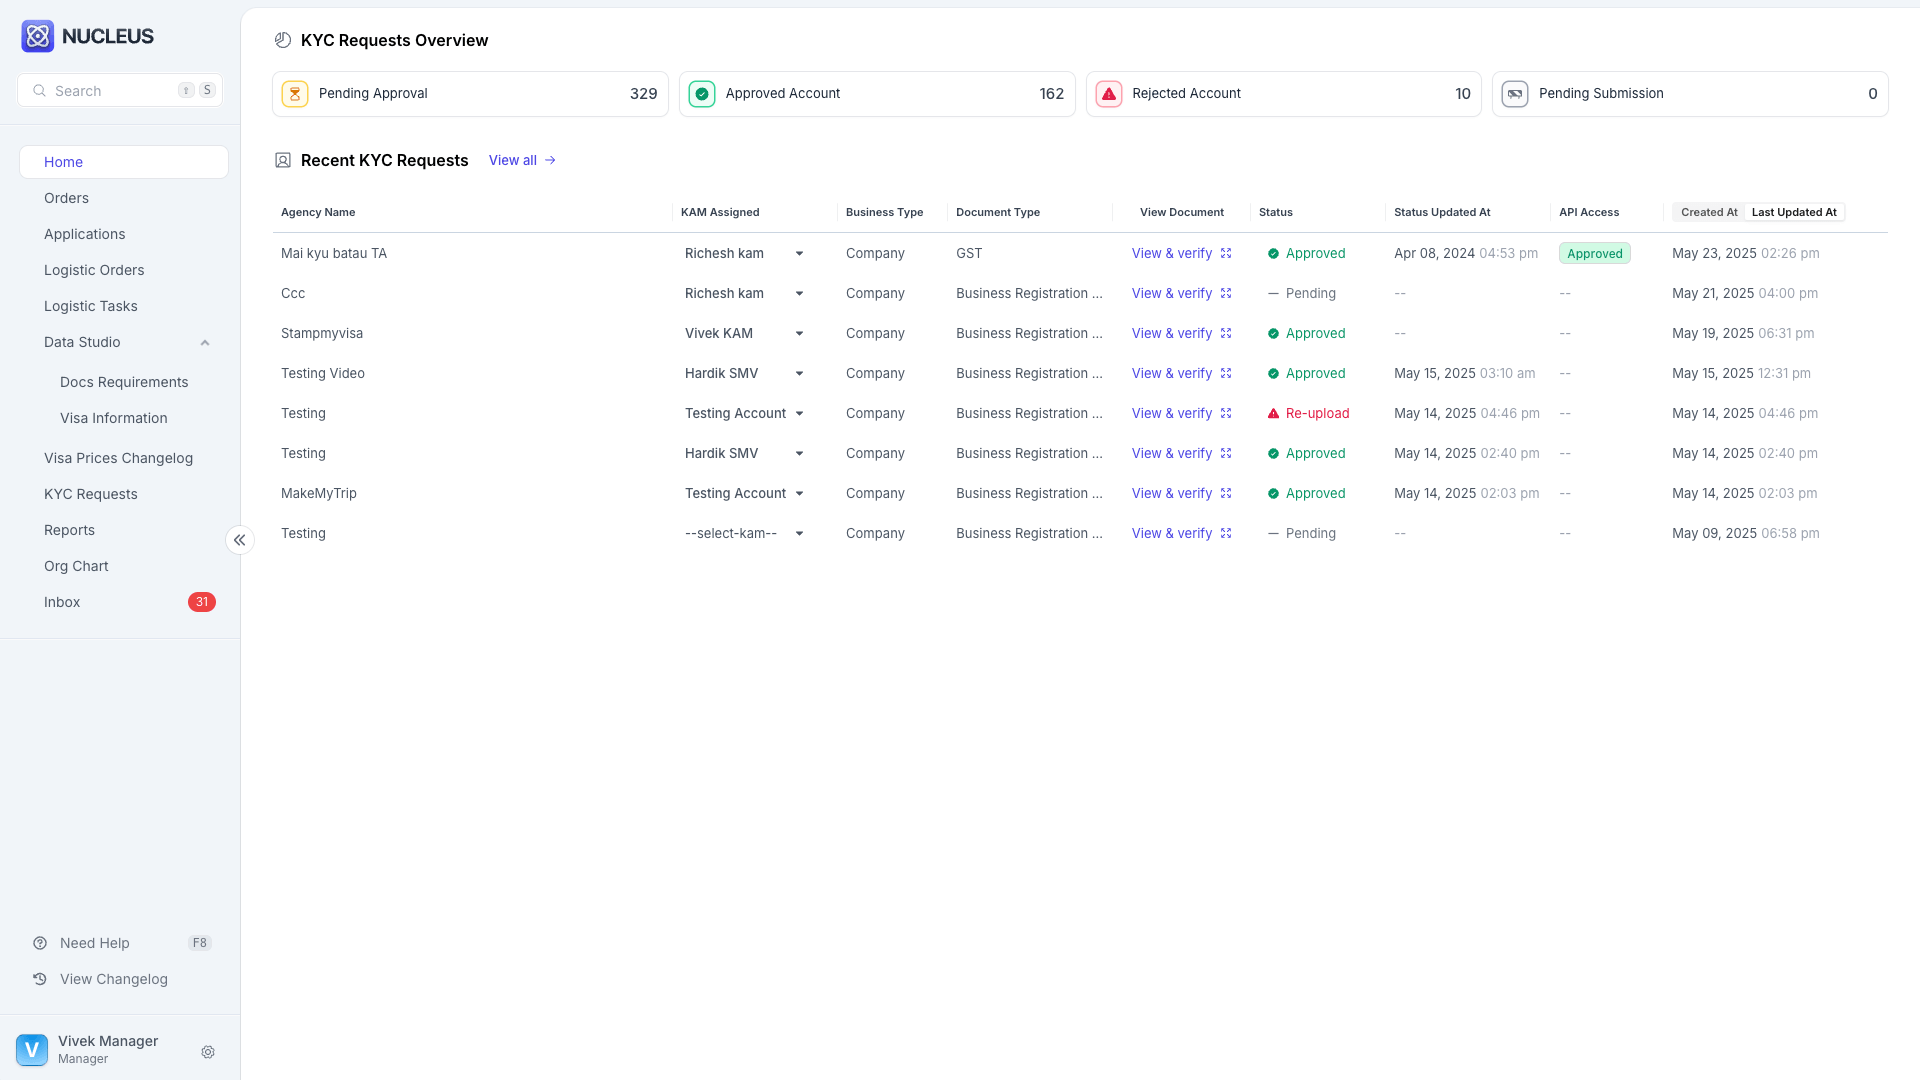 NUCLEUS
Search ⇧ S
Home
Orders
Applications
Logistic Orders
Logistic Tasks
Data Studio
Docs Requirements
Visa Information
Visa Prices Changelog
KYC Requests
Reports
Org Chart
Inbox 31
Need Help F8
View Changelog
V Vivek Manager
Manager
KYC Requests Overview
Pending Approval 329 Approved Account 162 Rejected Account 10 Pending Submission 0
Recent KYC Requests View all
Agency Name KAM Assigned Business Type Document Type View Document Status Status Updated At API Access Created At Last Updated At
Mai kyu batau TA Richesh kam Company GST View & verify Approved Apr 08, 2024 04:53 pm Approved May 23, 2025 02:26 pm
Ccc Richesh kam Company Business Registration ... View & verify Pending -- -- May 21, 2025 04:00 pm
Stampmyvisa Vivek KAM Company Business Registration ... View & verify Approved -- -- May 19, 2025 06:31 pm
Testing Video Hardik SMV Company Business Registration ... View & verify Approved May 15, 2025 03:10 am -- May 15, 2025 12:31 pm
Testing Testing Account Company Business Registration ... View & verify Re-upload May 14, 2025 04:46 pm -- May 14, 2025 04:46 pm
Testing Hardik SMV Company Business Registration ... View & verify Approved May 14, 2025 02:40 pm -- May 14, 2025 02:40 pm
MakeMyTrip Testing Account Company Business Registration ... View & verify Approved May 14, 2025 02:03 pm -- May 14, 2025 02:03 pm
Testing --select-kam-- Company Business Registration ... View & verify Pending -- -- May 09, 2025 06:58 pm